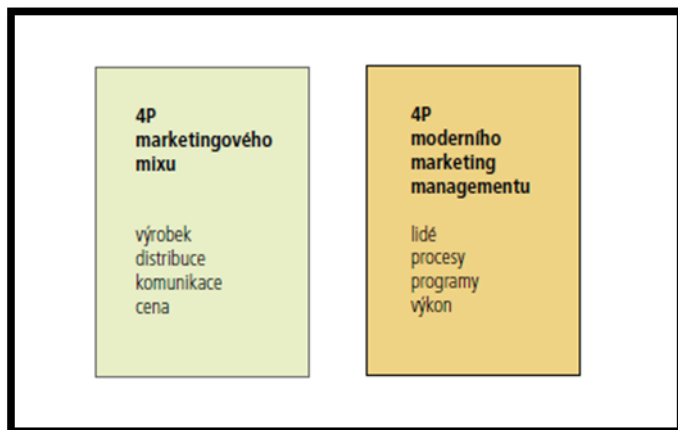 4P
marketingového
mixu
výrobek
distribuce
komunikace
cena
4P
moderního
marketing
managementu
lidé
procesy
programy
výkon